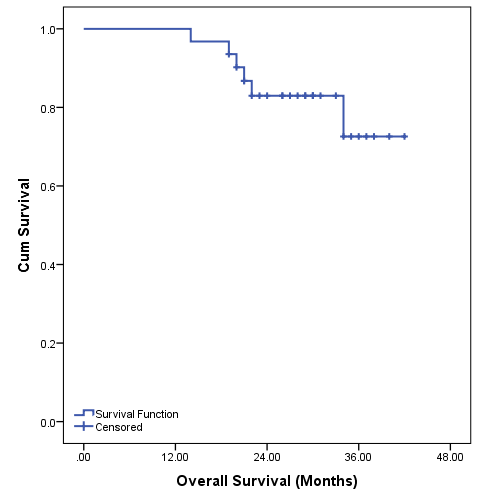 Cum Survival
1.0
0.8
0.6
0.4
0.2
0.0
Survival Function
Censored
.00 12.00 24.00 36.00 48.00
Overall Survival (Months)